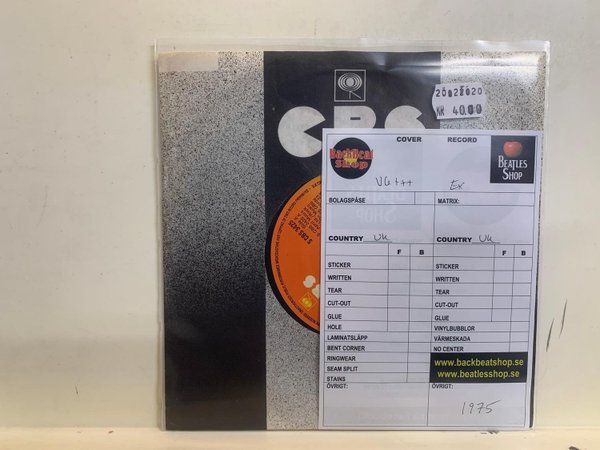 CBS
20028020
KR 40.00
COVER RECORD
BackBeat
Shop
BEATLES
SHOP
VG+++ Ex
BOLAGSPÅSE MATRIX:
COUNTRY UK COUNTRY UK
F B F B
STICKER STICKER
WRITTEN WRITTEN
TEAR TEAR
CUT-OUT CUT-OUT
GLUE GLUE
HOLE VINYLBUBBLOR
LAMINATSLÄPP VÄRMESKADA
BENT CORNER NO CENTER
RINGWEAR
SEAM SPLIT
STAINS
www.backbeatshop.se
www.beatlesshop.se
ÖVRIGT: ÖVRIGT:
1975
S CBS 3425